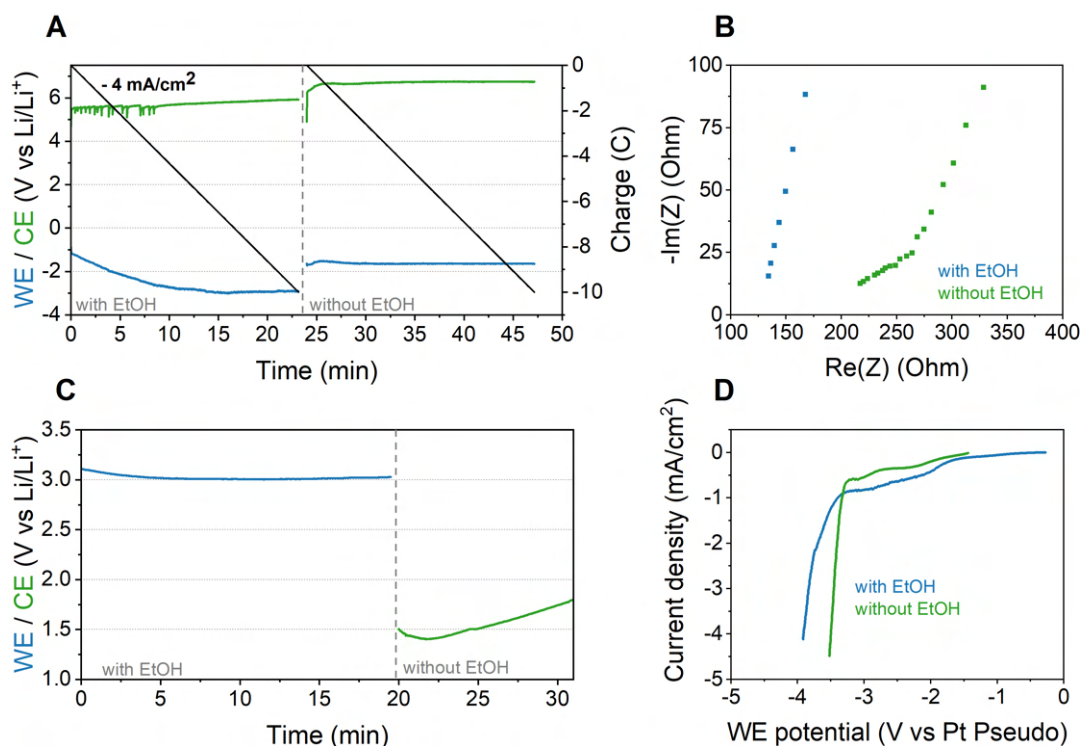 A
WE / CE (V vs Li/Li⁺)
6
4
2
0
-2
-4
- 4 mA/cm²
with EtOH
without EtOH
0
-2
-4
-6
-8
-10
Charge (C)
0 5 10 15 20 25 30 35 40 45 50
Time (min)
B
-Im(Z) (Ohm)
100
75
50
25
0
with EtOH
without EtOH
100 150 200 250 300 350 400
Re(Z) (Ohm)
C
WE / CE (V vs Li/Li⁺)
3.5
3.0
2.5
2.0
1.5
1.0
with EtOH
without EtOH
0 5 10 15 20 25 30
Time (min)
D
Current density (mA/cm²)
0
-1
-2
-3
-4
-5
with EtOH
without EtOH
-5 -4 -3 -2 -1 0
WE potential (V vs Pt Pseudo)